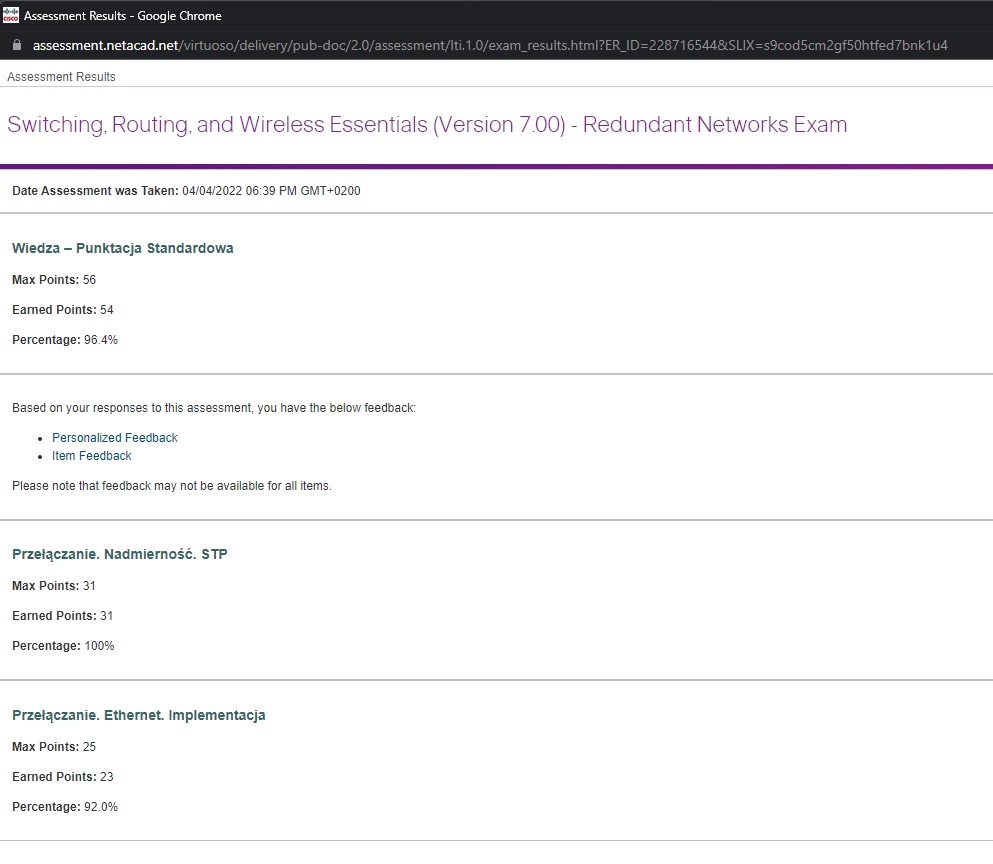 CISCO
Assessment Results - Google Chrome
assessment.netacad.net/virtuoso/delivery/pub-doc/2.0/assessment/lti.1.0/exam_results.html?ER_ID=228716544&SLIX=s9cod5cm2gf50htfed7bnk1u4
Assessment Results
Switching, Routing, and Wireless Essentials (Version 7.00) - Redundant Networks Exam
Date Assessment was Taken: 04/04/2022 06:39 PM GMT+0200
Wiedza – Punktacja Standardowa
Max Points: 56
Earned Points: 54
Percentage: 96.4%
Based on your responses to this assessment, you have the below feedback:
• Personalized Feedback
• Item Feedback
Please note that feedback may not be available for all items.
Przełączanie. Nadmierność. STP
Max Points: 31
Earned Points: 31
Percentage: 100%
Przełączanie. Ethernet. Implementacja
Max Points: 25
Earned Points: 23
Percentage: 92.0%